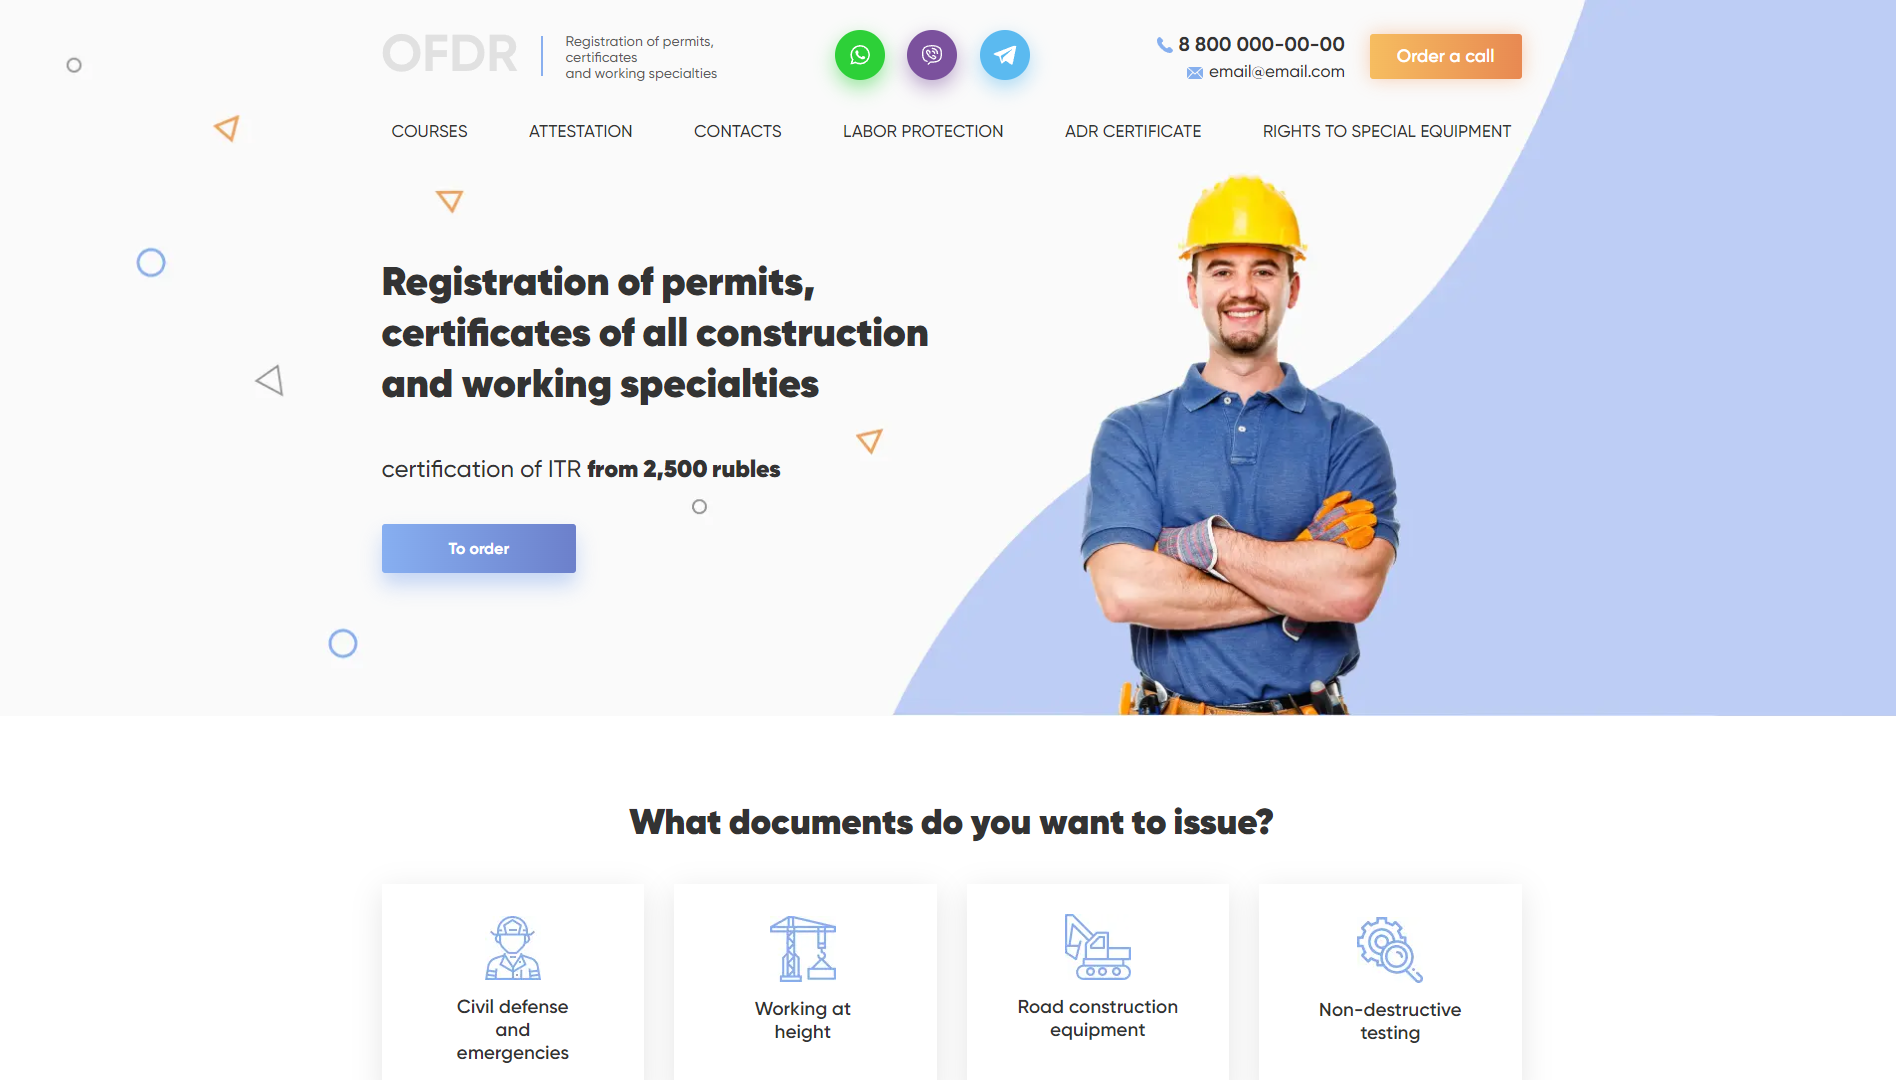 OFDR
Registration of permits,
certificates
and working specialties
8 800 000-00-00
email@email.com
Order a call
COURSES
ATTESTATION
CONTACTS
LABOR PROTECTION
ADR CERTIFICATE
RIGHTS TO SPECIAL EQUIPMENT
Registration of permits,
certificates of all construction
and working specialties
certification of ITR from 2,500 rubles
To order
What documents do you want to issue?
Civil defense
and
emergencies
Working at
height
Road construction
equipment
Non-destructive
testing